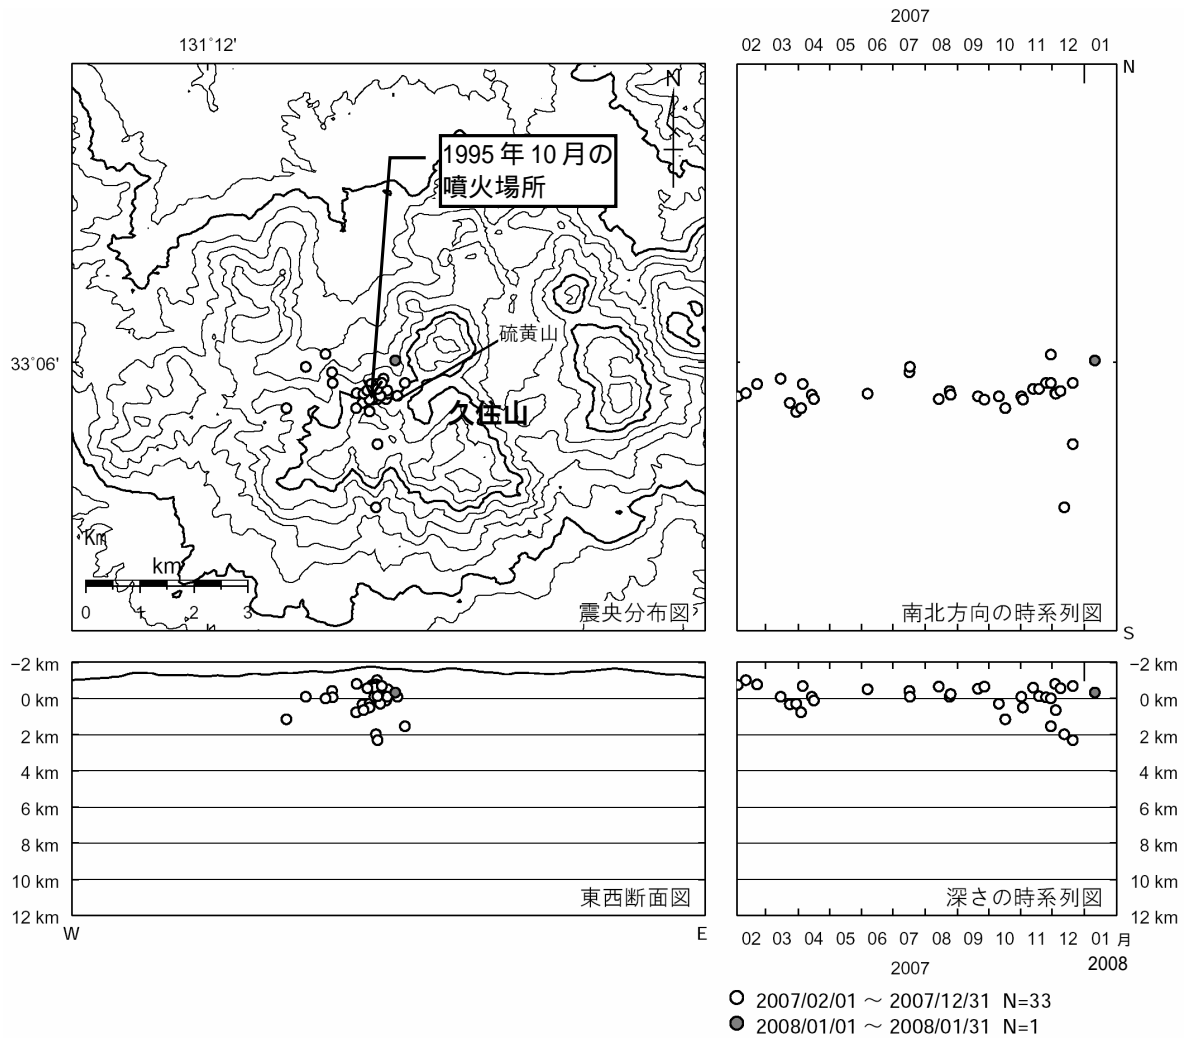 2007
131°12'
02 03 04 05 06 07 08 09 10 11 12 01
N
N
1995 年 10 月の
噴火場所
硫黄山
33°06'
久住山
Km
km
0 1 2 3
震央分布図
南北方向の時系列図
S
−2 km
0 km
2 km
4 km
6 km
8 km
10 km
12 km
東西断面図
W
E
−2 km
0 km
2 km
4 km
6 km
8 km
10 km
12 km
深さの時系列図
02 03 04 05 06 07 08 09 10 11 12 01 月
2007
2008
2007/02/01 ～ 2007/12/31 N=33
2008/01/01 ～ 2008/01/31 N=1